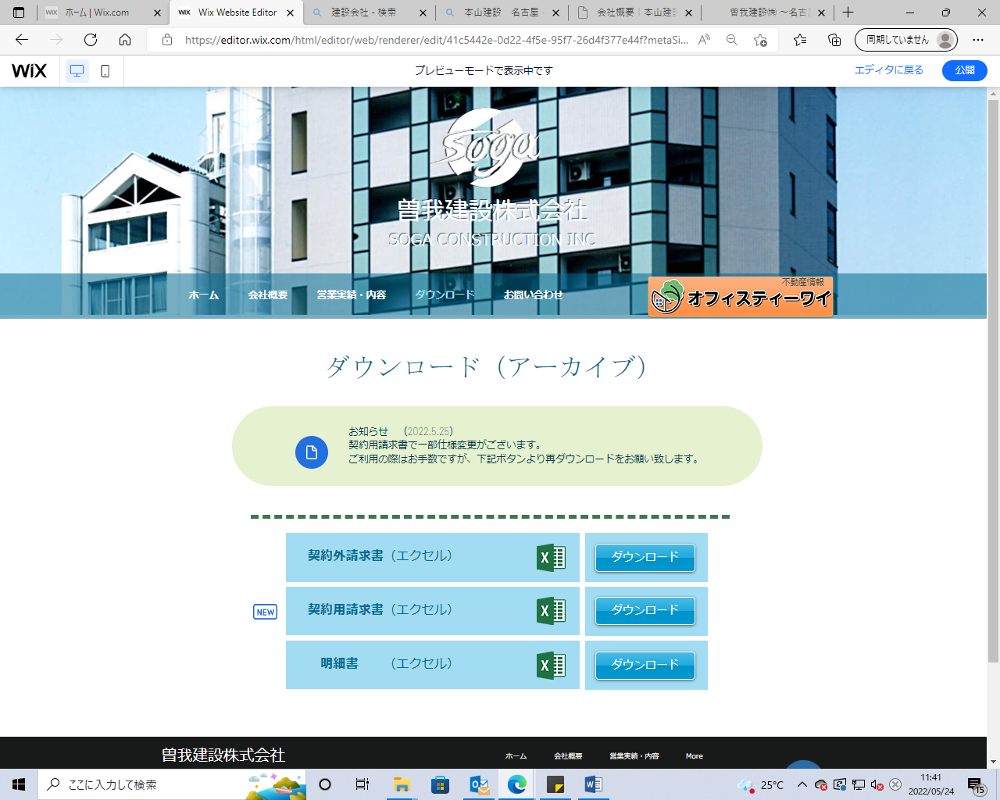 ホーム | Wix.com
Wix Website Editor
建設会社 - 検索
本山建設　名古屋 -
会社概要 | 本山建設
曽我建設㈱ ～名古屋
https://editor.wix.com/html/editor/web/renderer/edit/41c5442e-0d22-4f5e-95f7-26d4f377e44f?metaSi...
同期していません
WiX
プレビューモードで表示中です
エディタに戻る
公開
soga
曽我建設株式会社
SOGA CONSTRUCTION INC
ホーム
会社概要
営業実績・内容
ダウンロード
お問い合わせ
不動産情報
オフィスティーワイ
ダウンロード（アーカイブ）
お知らせ　（2022.5.25）
契約用請求書で一部仕様変更がございます。
ご利用の際はお手数ですが、下記ボタンより再ダウンロードをお願い致します。
契約外請求書（エクセル）
ダウンロード
NEW
契約用請求書（エクセル）
ダウンロード
明細書　　（エクセル）
ダウンロード
曽我建設株式会社
ホーム
会社概要
営業実績・内容
More
ここに入力して検索
25°C
11:41
2022/05/24
15